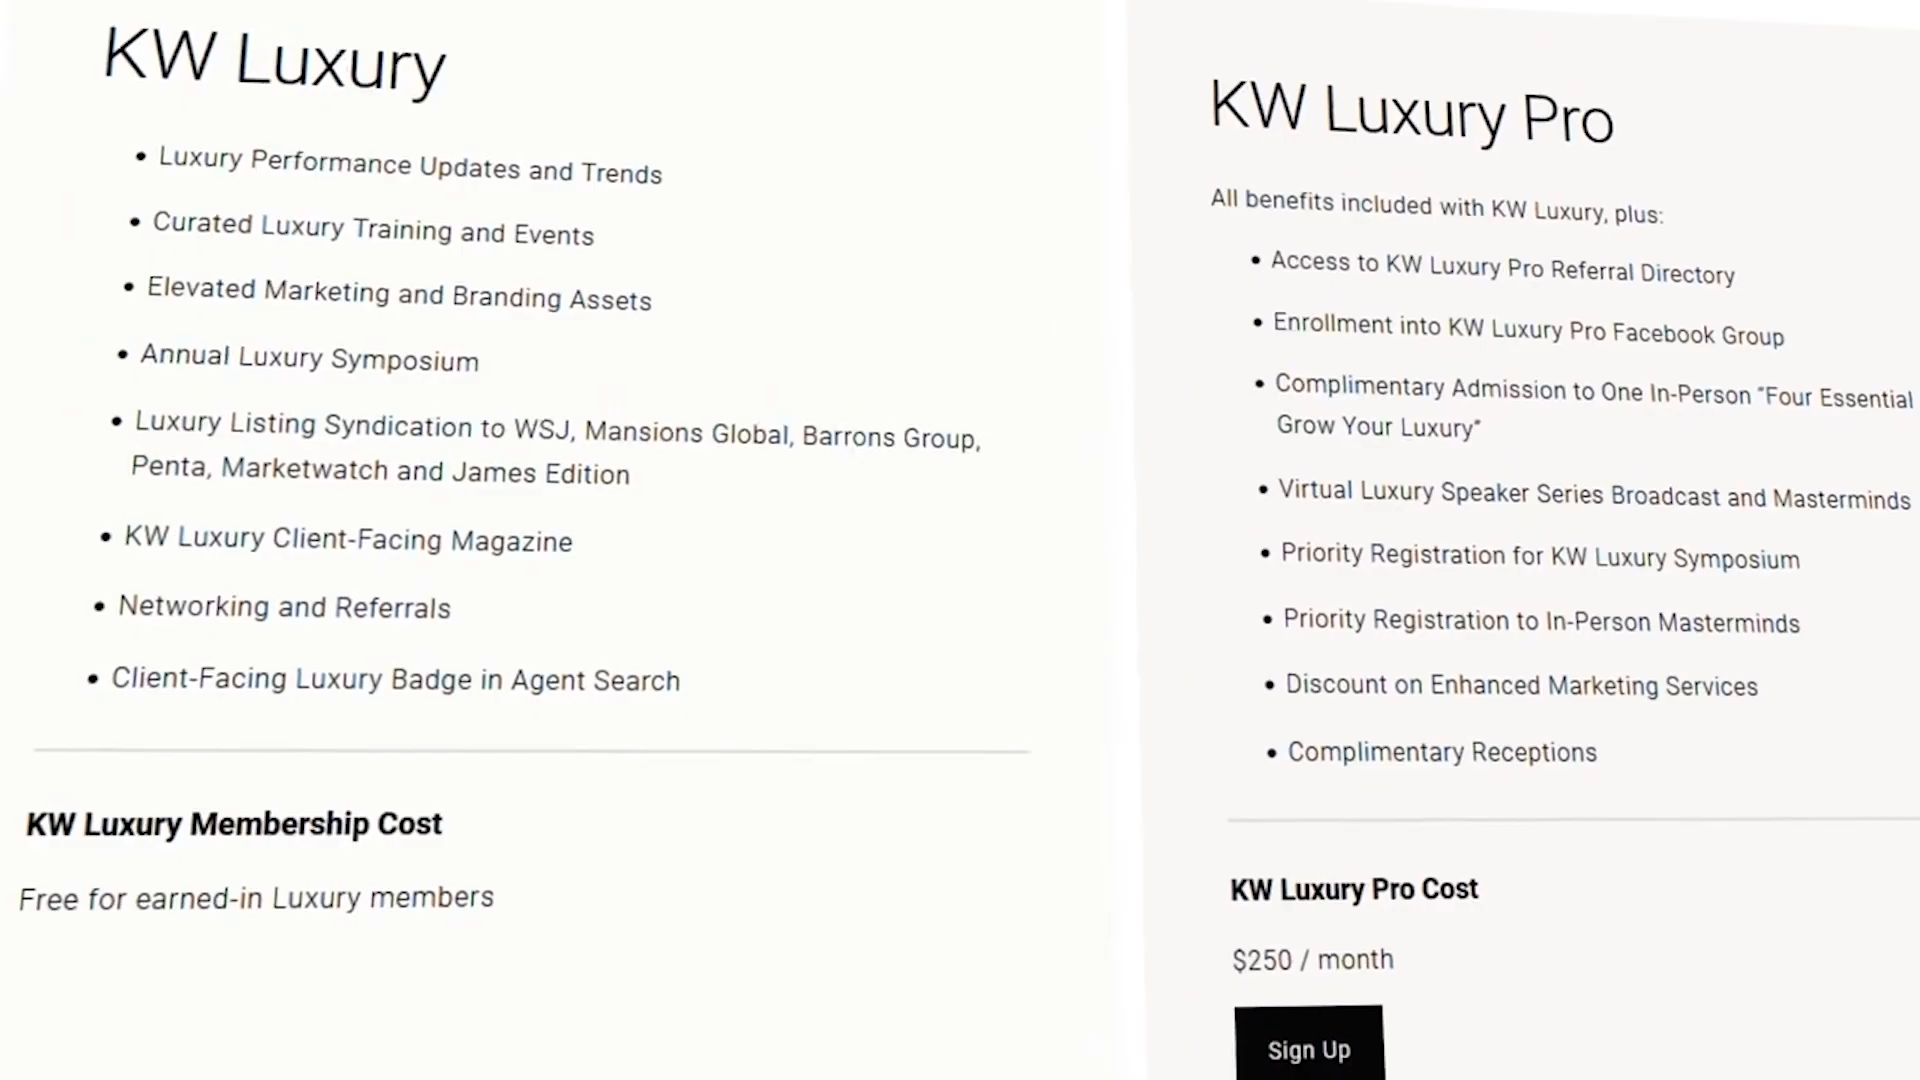 KW Luxury
• Luxury Performance Updates and Trends
• Curated Luxury Training and Events
• Elevated Marketing and Branding Assets
• Annual Luxury Symposium
• Luxury Listing Syndication to WSJ, Mansions Global, Barrons Group,
Penta, Marketwatch and James Edition
• KW Luxury Client-Facing Magazine
• Networking and Referrals
• Client-Facing Luxury Badge in Agent Search
KW Luxury Membership Cost
Free for earned-in Luxury members
KW Luxury Pro
All benefits included with KW Luxury, plus:
• Access to KW Luxury Pro Referral Directory
• Enrollment into KW Luxury Pro Facebook Group
• Complimentary Admission to One In-Person “Four Essential
Grow Your Luxury”
• Virtual Luxury Speaker Series Broadcast and Masterminds
• Priority Registration for KW Luxury Symposium
• Priority Registration to In-Person Masterminds
• Discount on Enhanced Marketing Services
• Complimentary Receptions
KW Luxury Pro Cost
$250 / month
Sign Up